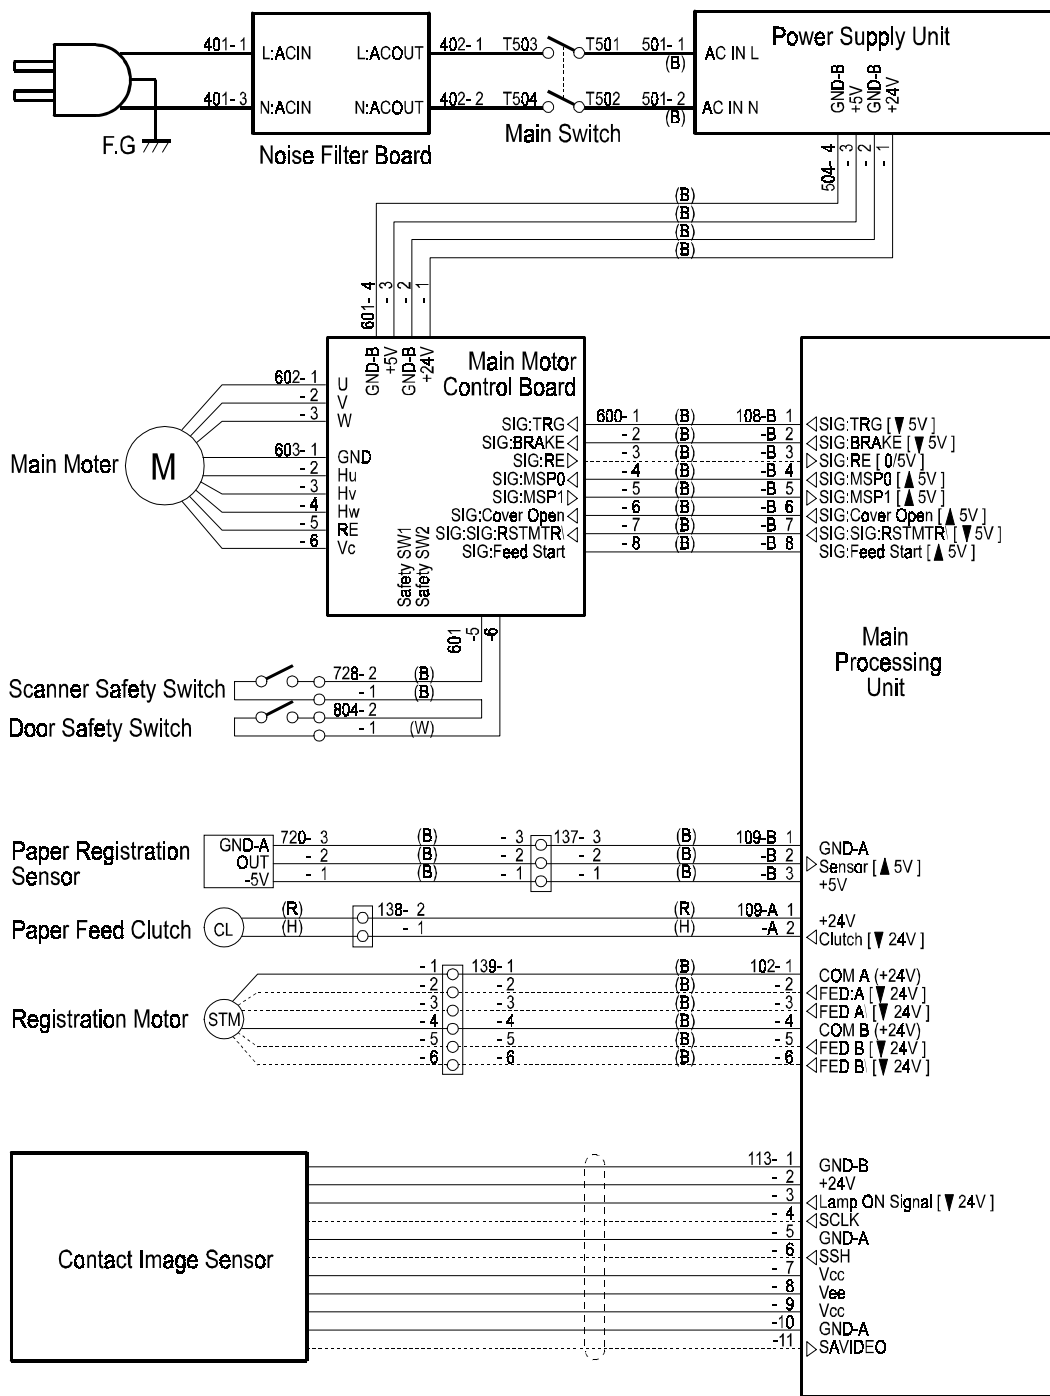 401- 1
L:ACIN
L:ACOUT
402- 1
T503
T501
501- 1
(B)
AC IN L
Power Supply Unit
401- 3
N:ACIN
N:ACOUT
402- 2
T504
T502
501- 2
(B)
AC IN N
GND-B
+5V
GND-B
+24V
F.G
Noise Filter Board
Main Switch
504- 4
- 3
- 2
- 1
(B)
(B)
(B)
(B)
601- 4
- 3
- 2
- 1
GND-B
+5V
GND-B
+24V
Main Motor
Control Board
602- 1 U
- 2 V
- 3 W
603- 1 GND
- 2 Hu
- 3 Hv
- 4 Hw
- 5 RE
- 6 Vc
Main Moter
M
SIG:TRG 600- 1 (B) 108-B 1 SIG:TRG [▼5V ]
SIG:BRAKE - 2 (B) -B 2 SIG:BRAKE [▼5V ]
SIG:RE - 3 (B) -B 3 SIG:RE [ 0/5V ]
SIG:MSP0 - 4 (B) -B 4 SIG:MSP0 [▲5V ]
SIG:MSP1 - 5 (B) -B 5 SIG:MSP1 [▲5V ]
SIG:Cover Open - 6 (B) -B 6 SIG:Cover Open [▲5V ]
SIG:SIG:RSTMTR\ - 7 (B) -B 7 SIG:SIG:RSTMTR\ [▼5V ]
SIG:Feed Start - 8 (B) -B 8 SIG:Feed Start [▲5V ]
Safety SW1
Safety SW2
601 -5
-6
Main
Processing
Unit
Scanner Safety Switch
728- 2 (B)
- 1 (B)
Door Safety Switch
804- 2
- 1 (W)
Paper Registration
Sensor
GND-A 720- 3 (B) - 3 137- 3 (B) 109-B 1 GND-A
OUT - 2 (B) - 2 - 2 (B) -B 2 Sensor [▲5V ]
-5V - 1 (B) - 1 - 1 (B) -B 3 +5V
Paper Feed Clutch
CL
(R) 138- 2 (R) 109-A 1 +24V
(H) - 1 (H) -A 2 Clutch [▼24V ]
Registration Motor
STM
- 1 139- 1 (B) 102- 1 COM A (+24V)
- 2 -2 (B) - 2 FED:A [▼24V ]
- 3 -3 (B) - 3 FED A\ [▼24V ]
- 4 -4 (B) - 4 COM B (+24V)
- 5 -5 (B) - 5 FED B [▼24V ]
- 6 -6 (B) - 6 FED B\ [▼24V ]
Contact Image Sensor
113- 1 GND-B
- 2 +24V
- 3 Lamp ON Signal [▼24V ]
- 4 SCLK
- 5 GND-A
- 6 SSH
- 7 Vcc
- 8 Vee
- 9 Vcc
-10 GND-A
-11 SAVIDEO